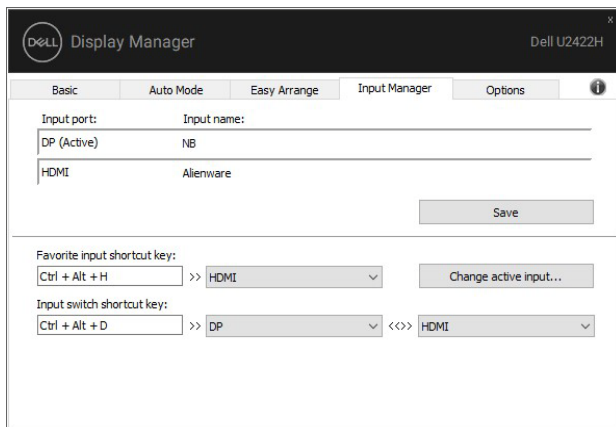 x
DELL Display Manager Dell U2422H
Basic Auto Mode Easy Arrange Input Manager Options i
Input port: Input name:
DP (Active) NB
HDMI Alienware
Save
Favorite input shortcut key:
Ctrl + Alt + H >> HDMI Change active input...
Input switch shortcut key:
Ctrl + Alt + D >> DP <<>> HDMI